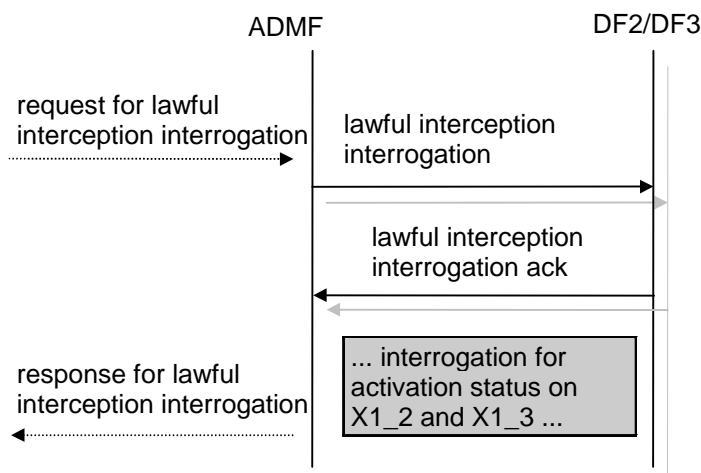 ADMF
DF2/DF3
request for lawful
interception interrogation
lawful interception
interrogation
lawful interception
interrogation ack
... interrogation for
activation status on
X1_2 and X1_3 ...
response for lawful
interception interrogation